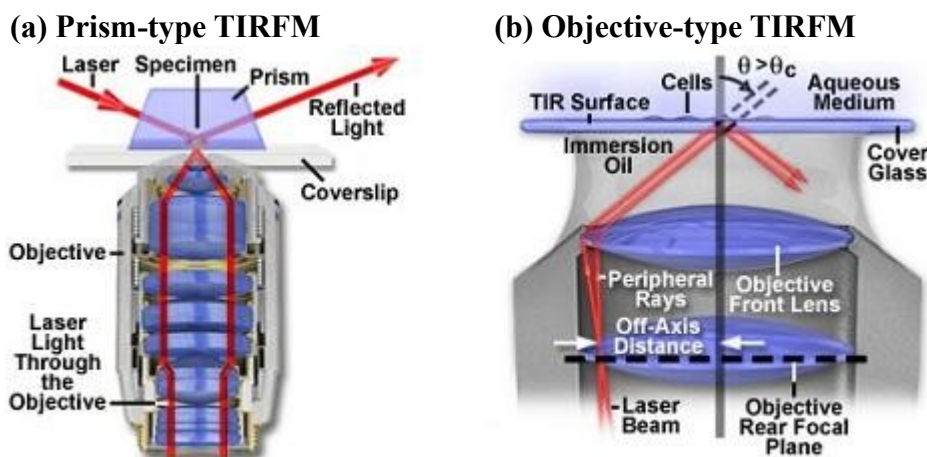 (a) Prism-type TIRFM
Laser
Specimen
Prism
Reflected
Light
Coverslip
Objective
Laser
Light
Through
the
Objective
(b) Objective-type TIRFM
θ >θc
Cells
Aqueous
Medium
TIR Surface
Immersion
Oil
Cover
Glass
Peripheral
Rays
Objective
Front Lens
Off-Axis
Distance
Laser
Beam
Objective
Rear Focal
Plane